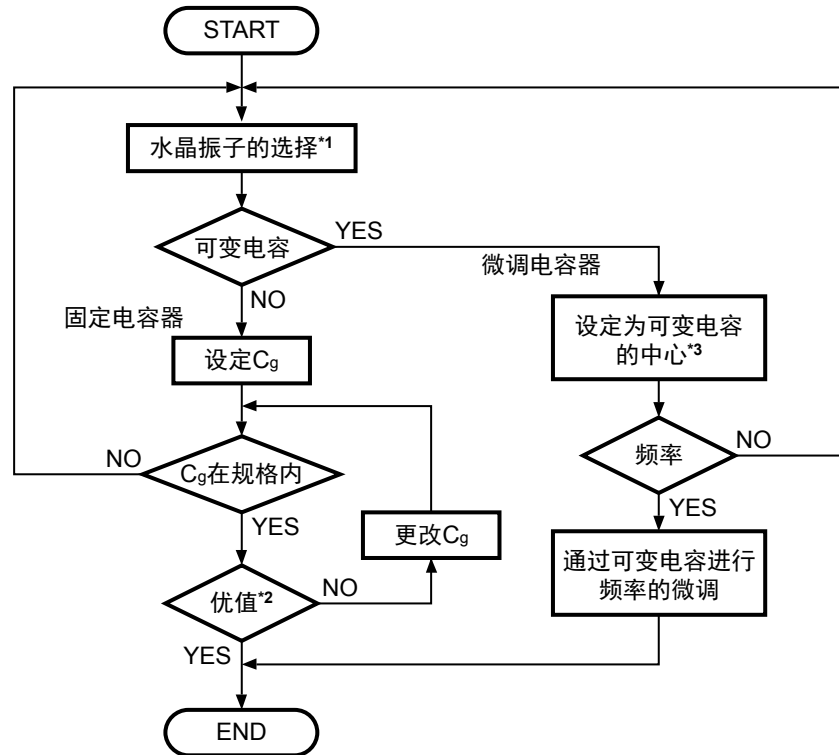 START
水晶振子的选择*1
可变电容
YES
微调电容器
NO
固定电容器
设定Cg
设定为可变电容
的中心*3
频率
NO
YES
NO
Cg在规格内
YES
更改Cg
通过可变电容进行
频率的微调
优值*2
NO
YES
END